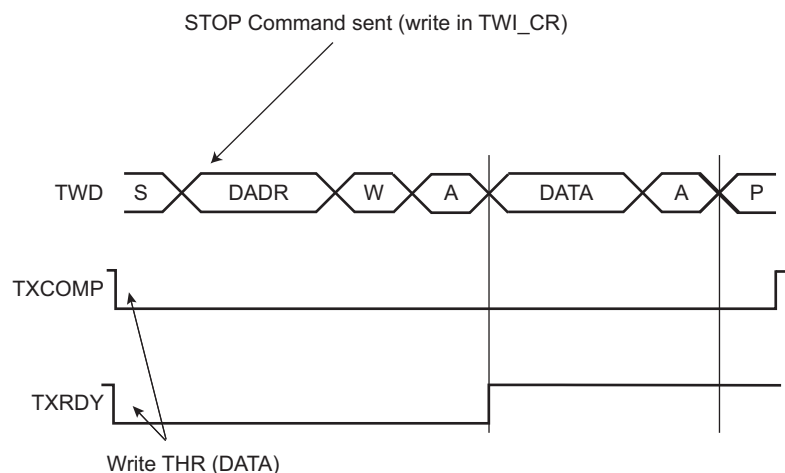 STOP Command sent (write in TWI_CR)
TWD S DADR W A DATA A P
TXCOMP
TXRDY
Write THR (DATA)